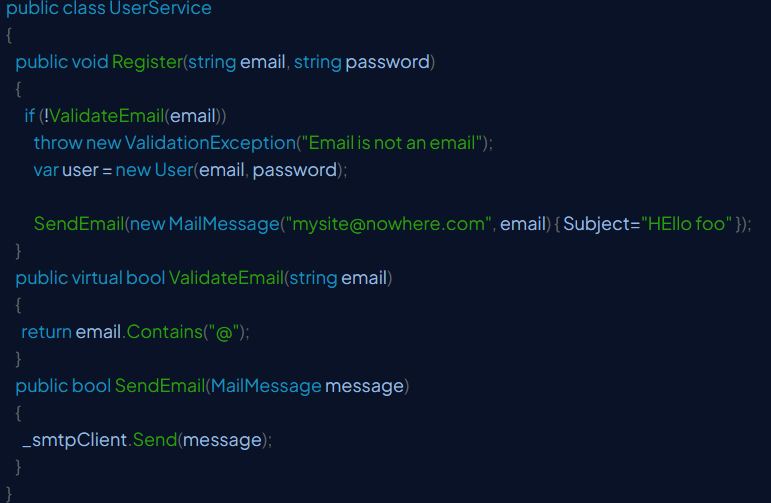 public class UserService
{
public void Register(string email, string password)
{
if (!ValidateEmail(email))
throw new ValidationException("Email is not an email");
var user = new User(email, password);
SendEmail(new MailMessage("mysite@nowhere.com", email) { Subject="HEllo foo" });
}
public virtual bool ValidateEmail(string email)
{
return email.Contains("@");
}
public bool SendEmail(MailMessage message)
{
_smtpClient.Send(message);
}
}